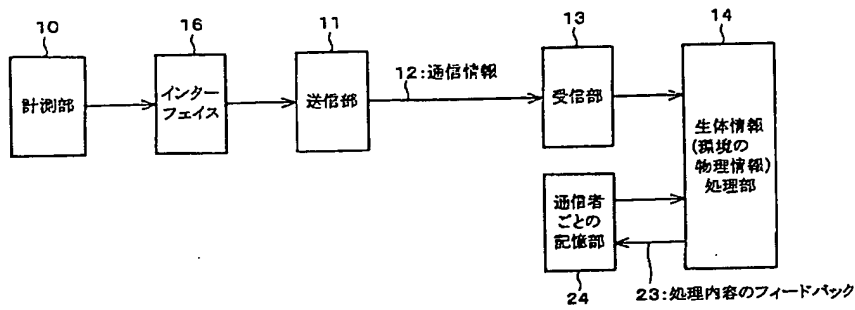 10
計測部
16
インター
フェイス
11
送信部
12:通信情報
13
受信部
14
生体情報
(環境の
物理情報)
処理部
通信者
ごとの
記憶部
24
23:処理内容のフィードバック